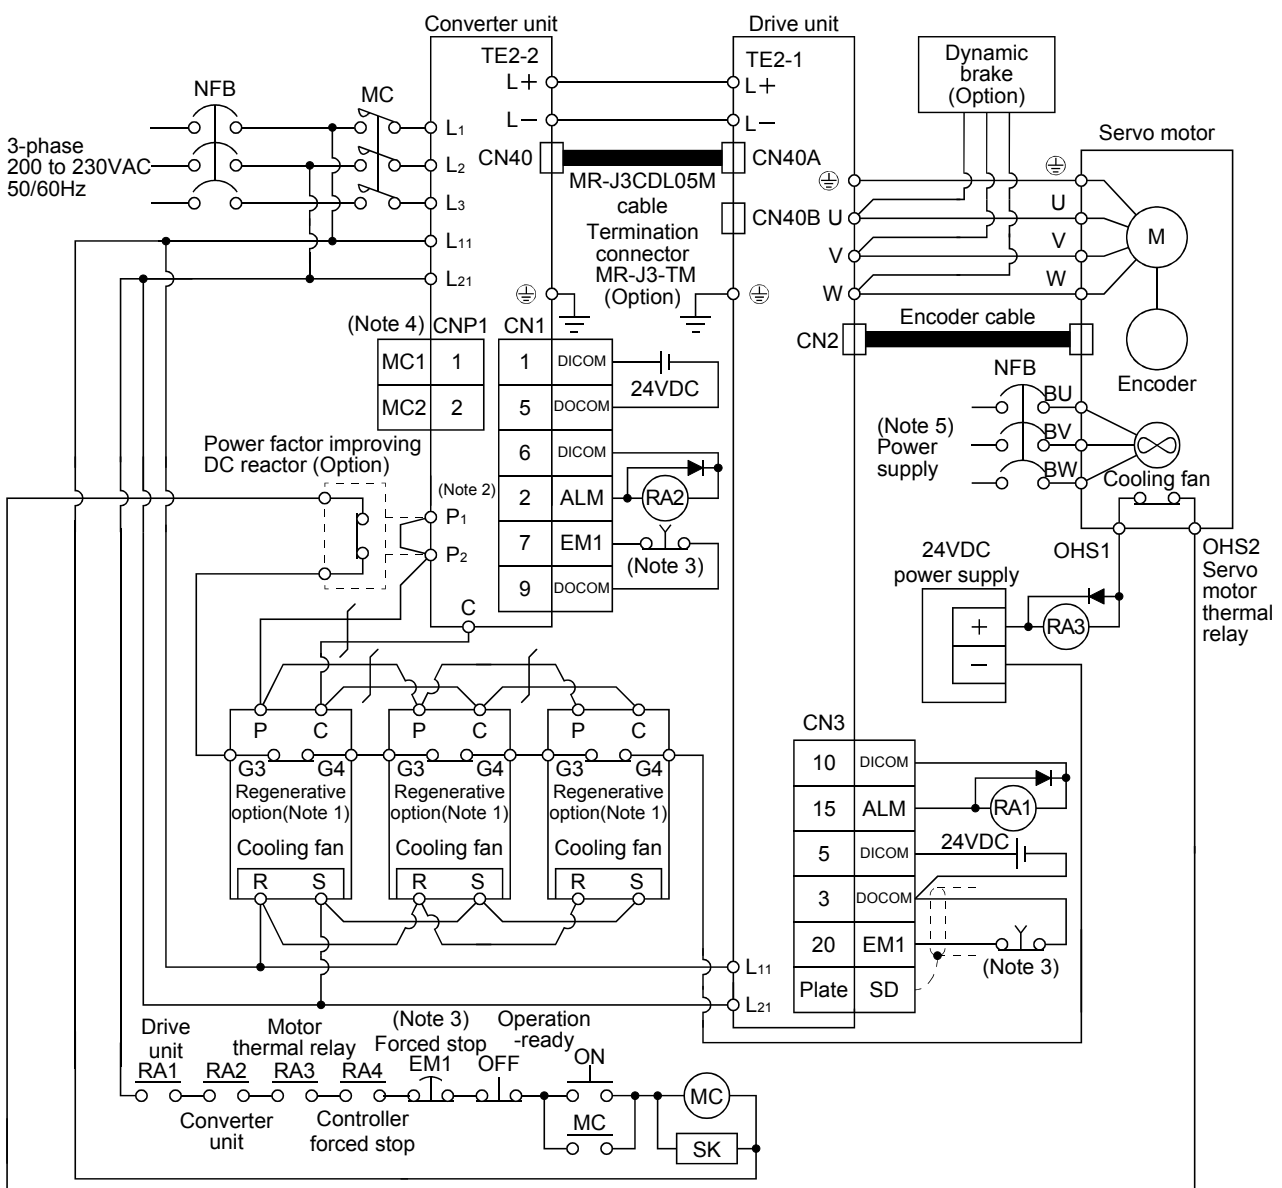 Converter unit
Drive unit
TE2-2
TE2-1
Dynamic
brake
(Option)
NFB
MC
L+
L+
L−
L−
Servo motor
3-phase
200 to 230VAC
50/60Hz
L1
L2
L3
L11
L21
CN40
CN40A
MR-J3CDL05M
cable
CN40B
Termination
connector
MR-J3-TM
(Option)
U
V
W
U
V
W
M
Encoder
(Note 4)
CNP1
CN1
MC1 1
MC2 2
1 DICOM
5 DOCOM
6 DICOM
2 ALM
7 EM1
9 DOCOM
24VDC
RA2
(Note 3)
CN2
Encoder cable
NFB
BU
BV
BW
(Note 5)
Power
supply
Cooling fan
Power factor improving
DC reactor (Option)
(Note 2)
P1
P2
C
OHS1
OHS2
Servo
motor
thermal
relay
24VDC
power supply
+
−
RA3
P C P C P C
G3 G4 G3 G4 G3 G4
Regenerative
option(Note 1)
Regenerative
option(Note 1)
Regenerative
option(Note 1)
Cooling fan
Cooling fan
Cooling fan
R S R S R S
CN3
10 DICOM
15 ALM
5 DICOM
3 DOCOM
20 EM1
Plate SD
RA1
24VDC
(Note 3)
L11
L21
Drive
unit
RA1
RA2
Converter
unit
Motor
thermal relay
RA3
RA4
Controller
forced stop
(Note 3)
Forced stop
EM1
OFF
Operation
-ready
ON
MC
MC
SK